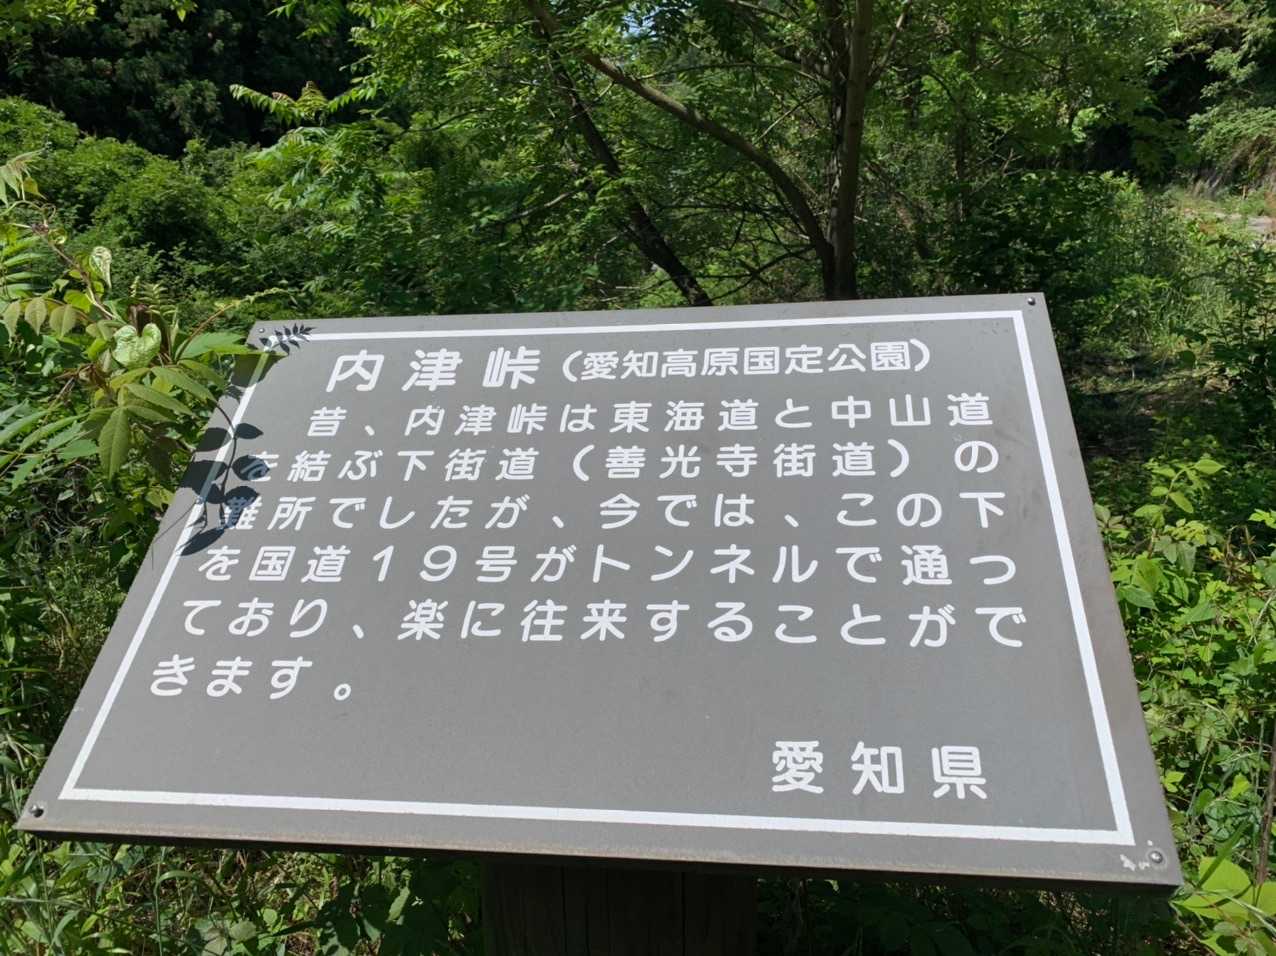 内津峠(愛知高原国定公園)
昔、内津峠は東海道と中山道
を結ぶ下街道(善光寺街道)の
難所でしたが、今では、この下
を国道19号がトンネルで通っ
ており、楽に往来することがで
きます。
愛知県